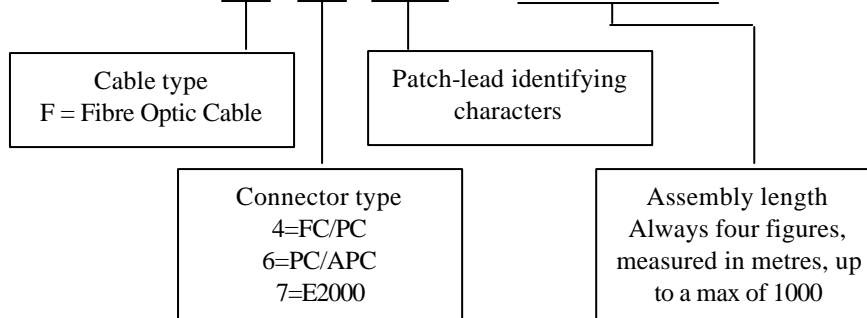 Cable type
F = Fibre Optic Cable
Patch-lead identifying
characters
Connector type
4=FC/PC
6=PC/APC
7=E2000
Assembly length
Always four figures,
measured in metres, up
to a max of 1000